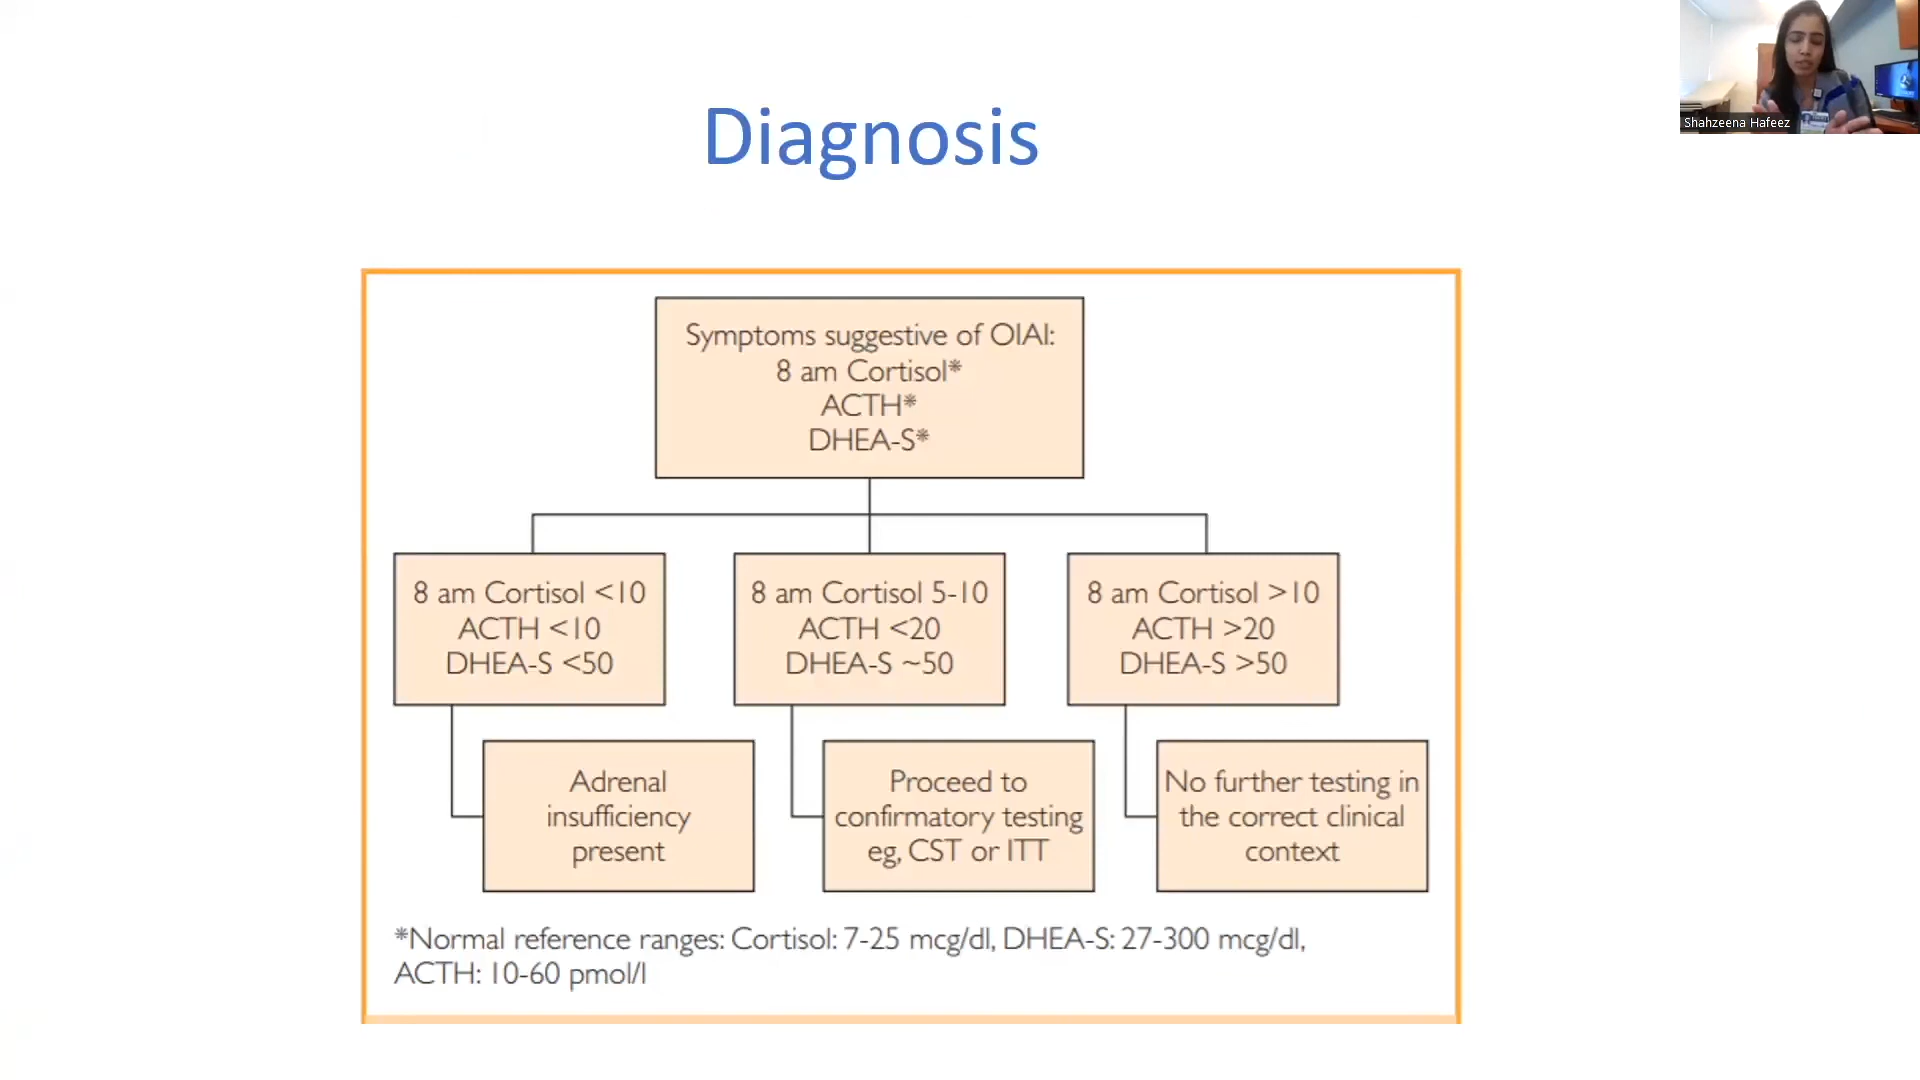 Diagnosis
Shahzeena Hafeez
Symptoms suggestive of OIAI:
8 am Cortisol*
ACTH*
DHEA-S*
8 am Cortisol <10
ACTH <10
DHEA-S <50
8 am Cortisol 5-10
ACTH <20
DHEA-S ~50
8 am Cortisol >10
ACTH >20
DHEA-S >50
Adrenal
insufficiency
present
Proceed to
confirmatory testing
eg, CST or ITT
No further testing in
the correct clinical
context
*Normal reference ranges: Cortisol: 7-25 mcg/dl, DHEA-S: 27-300 mcg/dl,
ACTH: 10-60 pmol/l